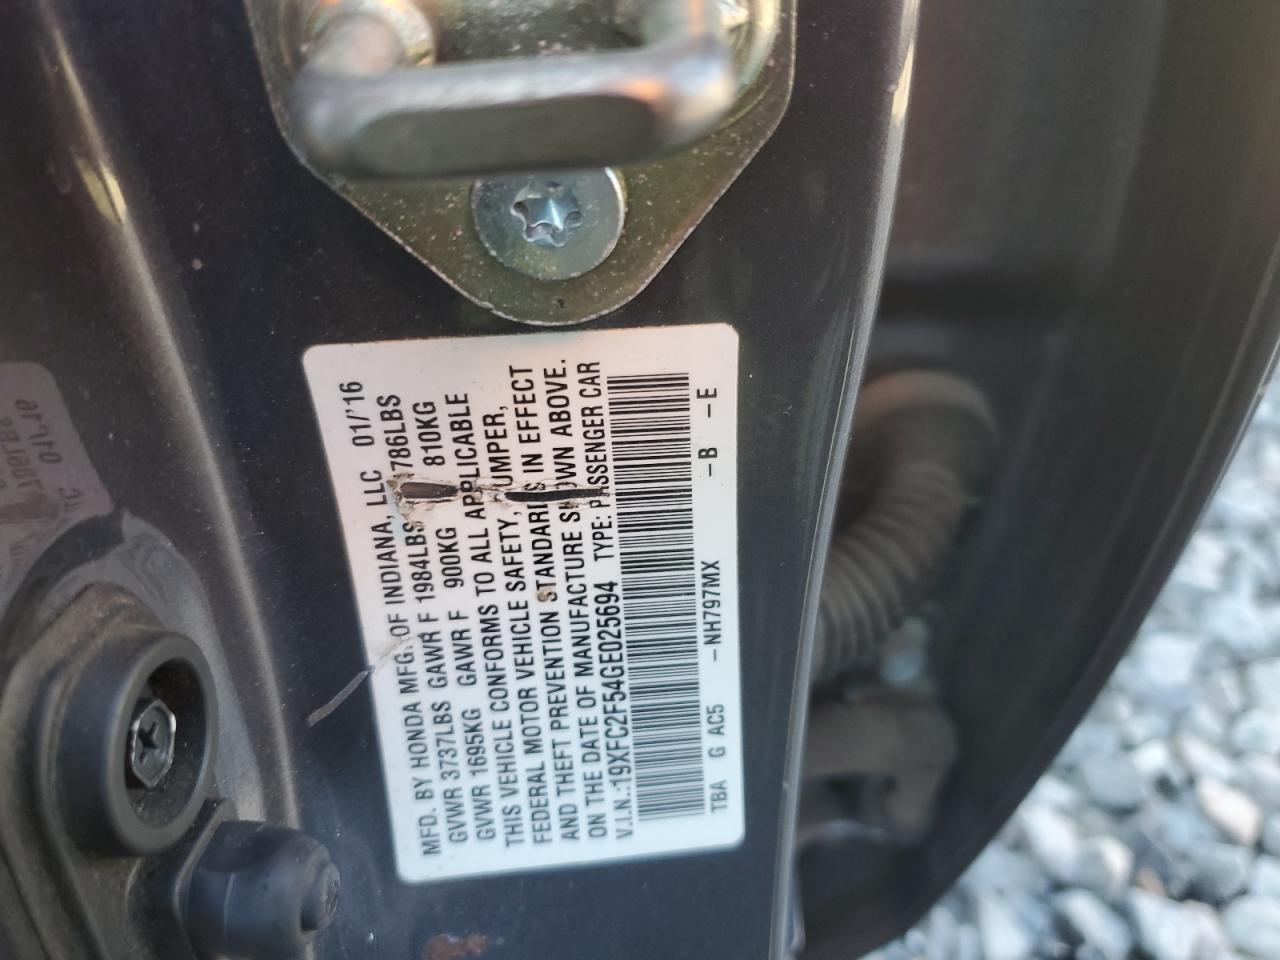 MFD. BY HONDA MFG. OF INDIANA, LLC 01/'16
GVWR 3737LBS GAWR F 1984LBS 786LBS
GVWR 1695KG GAWR F 900KG 810KG
THIS VEHICLE CONFORMS TO ALL APPLICABLE
FEDERAL MOTOR VEHICLE SAFETY, UMPER,
AND THEFT PREVENTION STANDARDS IN EFFECT
ON THE DATE OF MANUFACTURE SHOWN ABOVE.
V.I.N.:19XFC2F54GE025694 TYPE: PASSENGER CAR
TBA G AC5 -NH797MX -B -E